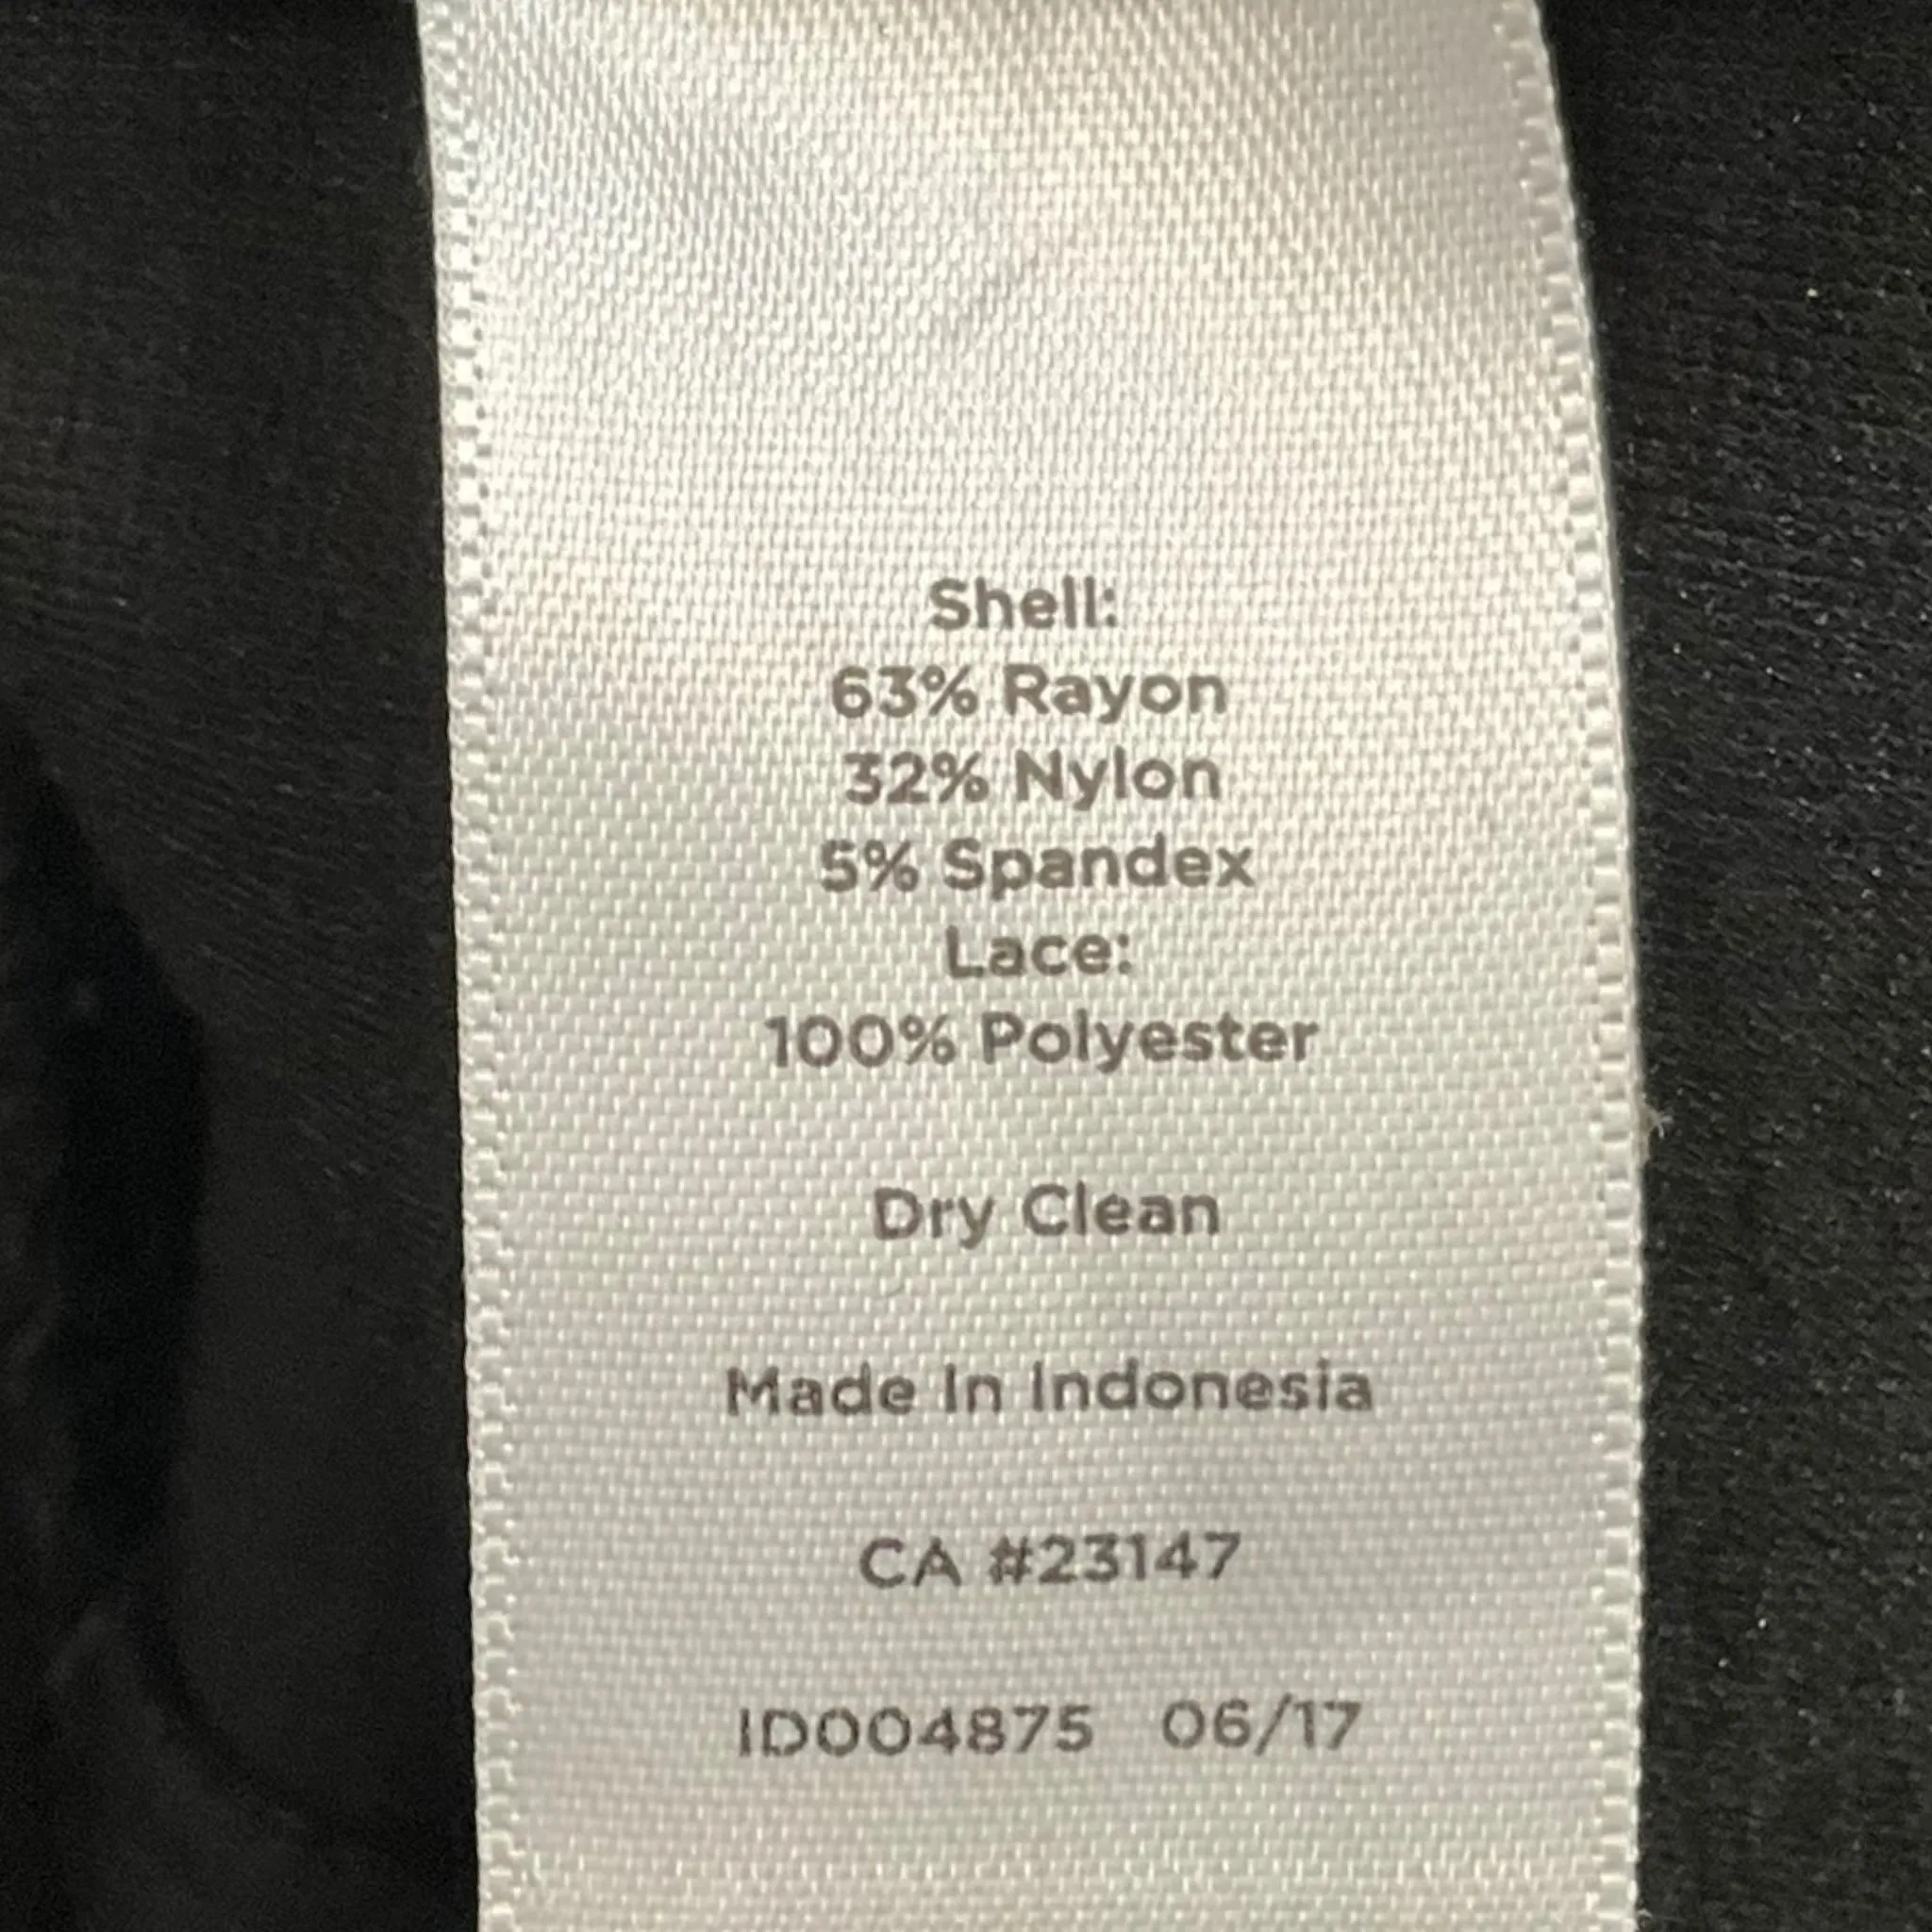 Shell:
63% Rayon
32% Nylon
5% Spandex
Lace:
100% Polyester
Dry Clean
Made In Indonesia
CA #23147
ID004875 06/17